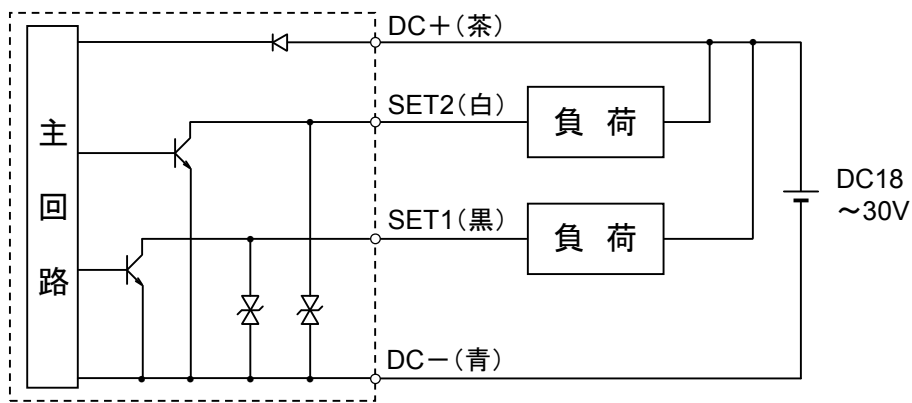 主回路
DC＋(茶)
SET2(白)
負 荷
SET1(黒)
負 荷
DC－(青)
DC18
～30V